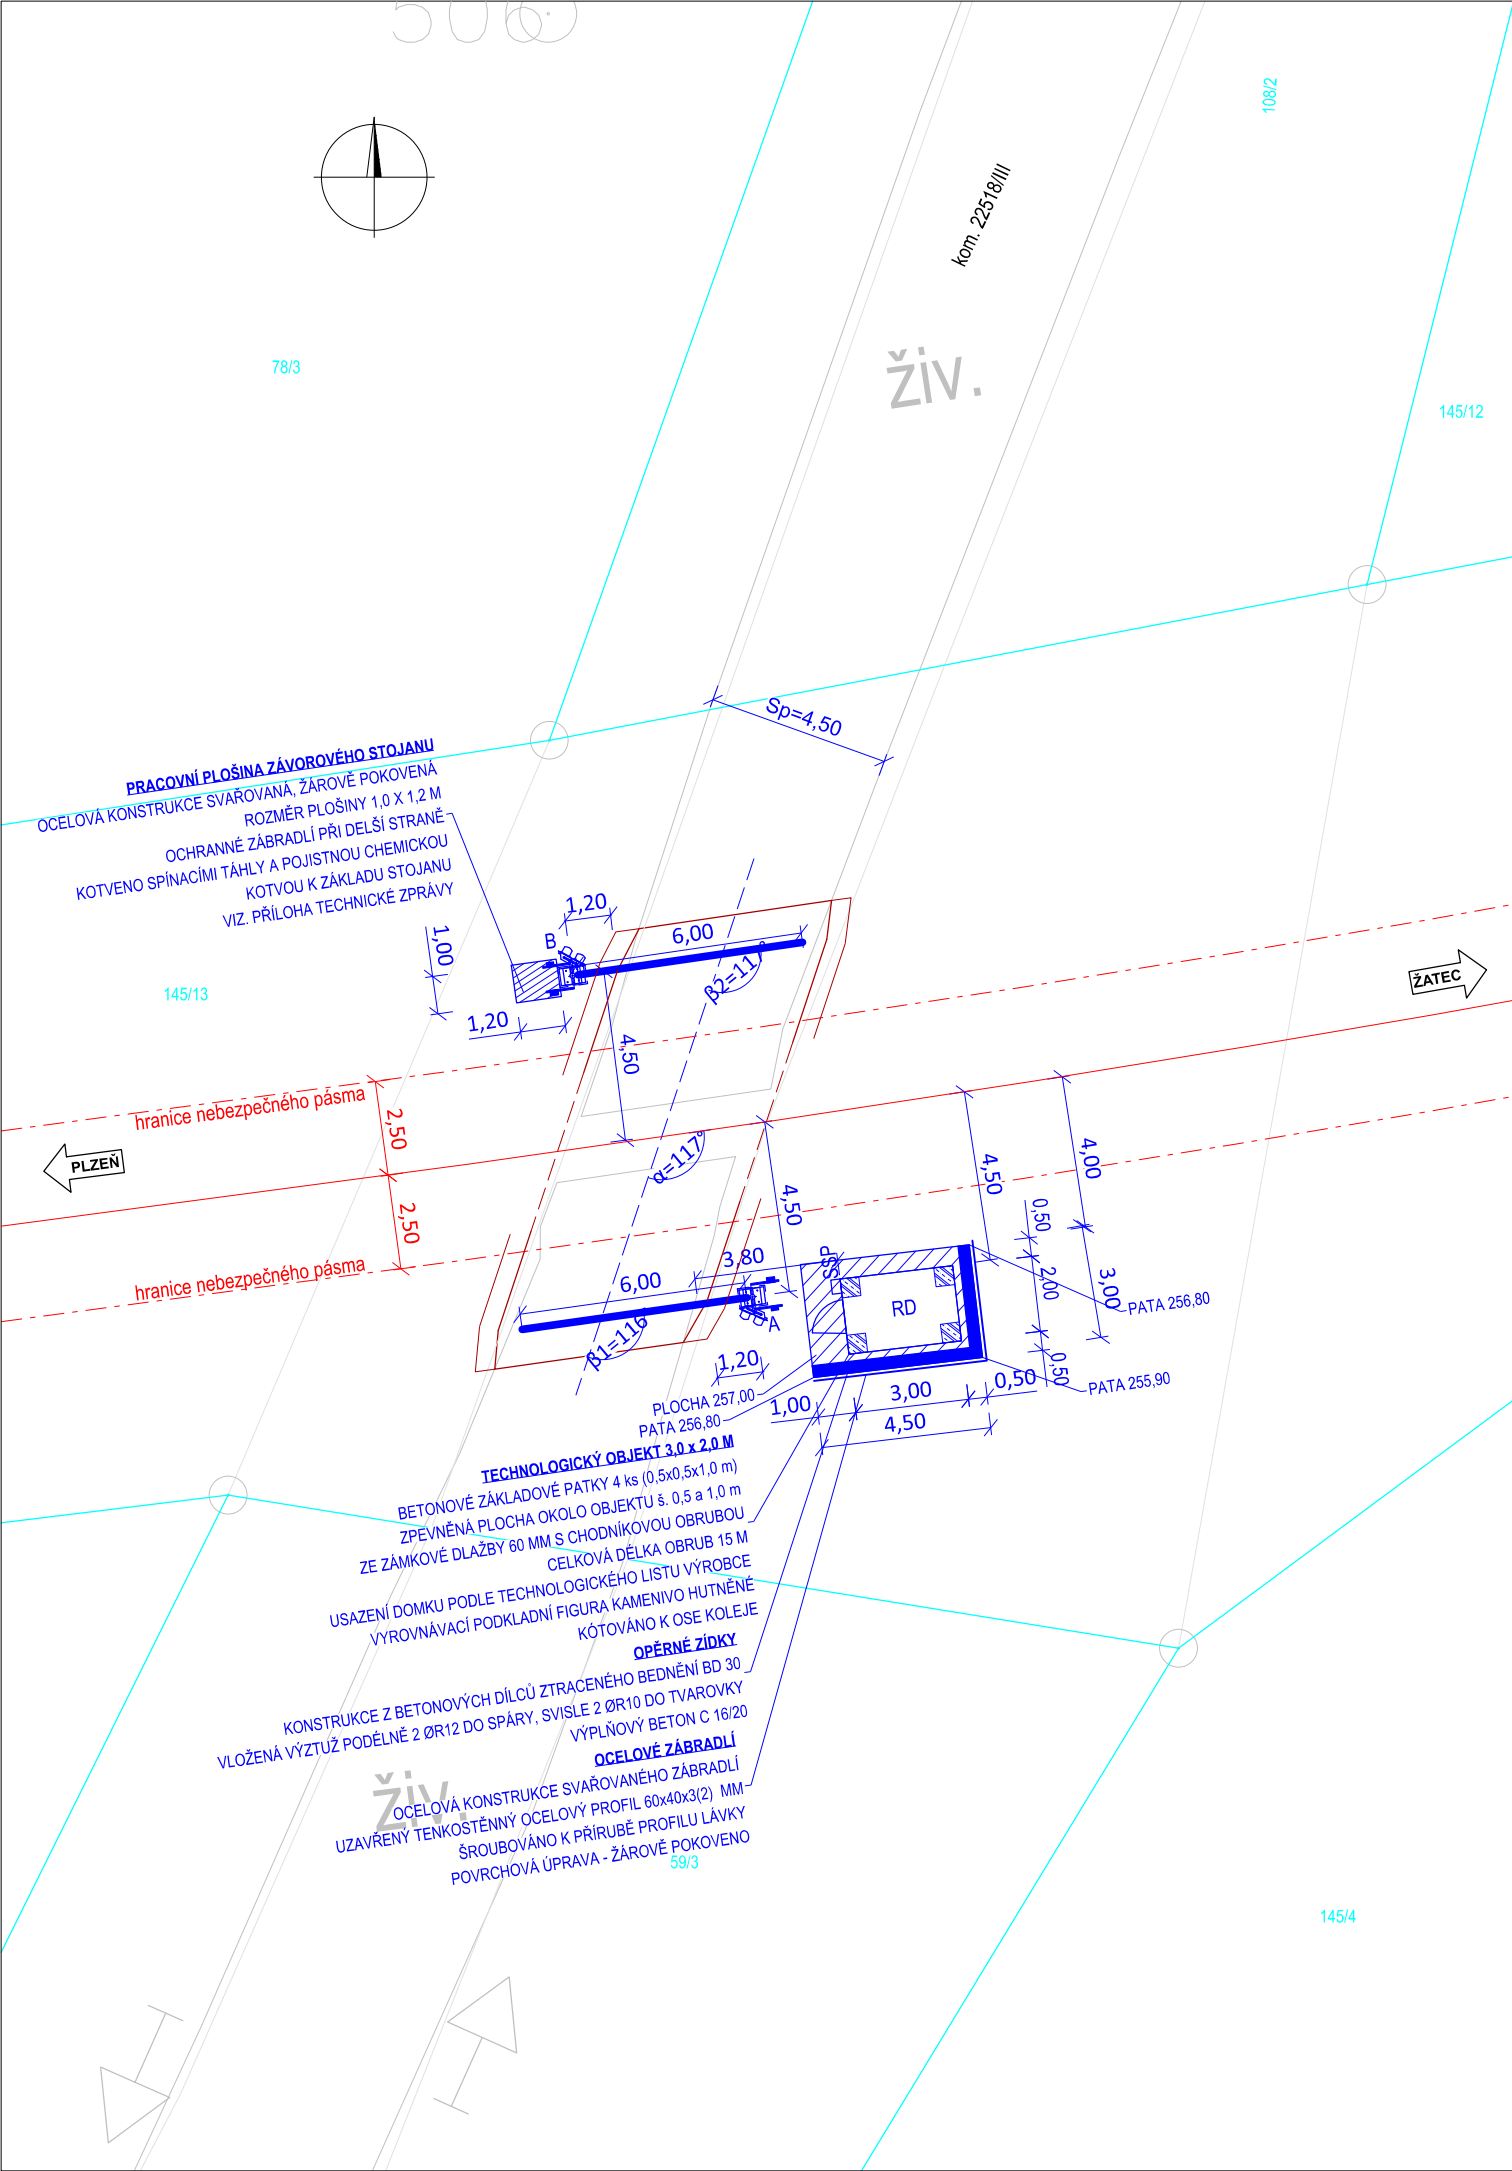 108/2
kom. 22518/III
78/3
živ.
145/12
Sp=4,50
PRACOVNÍ PLOŠINA ZÁVOROVÉHO STOJANU
OCELOVÁ KONSTRUKCE SVAŘOVANÁ, ŽÁROVĚ POKOVENÁ
ROZMĚR PLOŠINY 1,0 X 1,2 M
OCHRANNÉ ZÁBRADLÍ PŘI DELŠÍ STRANĚ
KOTVENO SPÍNACÍMI TÁHLY A POJISTNOU CHEMICKOU
KOTVOU K ZÁKLADU STOJANU
VIZ. PŘÍLOHA TECHNICKÉ ZPRÁVY
1,20
1,00
B
6,00
β2=117°
145/13
1,20
4,50
ŽATEC
hranice nebezpečného pásma
2,50
PLZEŇ
α=117°
4,50
4,50
4,00
2,50
hranice nebezpečného pásma
0,50
2,00
3,00
0,50
3,80
SSP
6,00
RD
A
β1=116°
PATA 256,80
1,20
PATA 255,90
PLOCHA 257,00
PATA 256,80
1,00
3,00
0,50
4,50
TECHNOLOGICKÝ OBJEKT 3,0 x 2,0 M
BETONOVÉ ZÁKLADOVÉ PATKY 4 ks (0,5x0,5x1,0 m)
ZPEVNĚNÁ PLOCHA OKOLO OBJEKTU š. 0,5 a 1,0 m
ZE ZÁMKOVÉ DLAŽBY 60 MM S CHODNÍKOVOU OBRUBOU
CELKOVÁ DÉLKA OBRUB 15 M
USAZENÍ DOMKU PODLE TECHNOLOGICKÉHO LISTU VÝROBCE
VYROVNÁVACÍ PODKLADNÍ FIGURA KAMENIVO HUTNĚNÉ
KÓTOVÁNO K OSE KOLEJE
OPĚRNÉ ZÍDKY
KONSTRUKCE Z BETONOVÝCH DÍLCŮ ZTRACENÉHO BEDNĚNÍ BD 30
VLOŽENÁ VÝZTUŽ PODÉLNĚ 2 ØR12 DO SPÁRY, SVISLE 2 ØR10 DO TVAROVKY
VÝPLŇOVÝ BETON C 16/20
OCELOVÉ ZÁBRADLÍ
OCELOVÁ KONSTRUKCE SVAŘOVANÉHO ZÁBRADLÍ
UZAVŘENÝ TENKOSTĚNNÝ OCELOVÝ PROFIL 60x40x3(2) MM
ŠROUBOVÁNO K PŘÍRUBĚ PROFILU LÁVKY
POVRCHOVÁ ÚPRAVA - ŽÁROVĚ POKOVENO
živ.
59/3
145/4